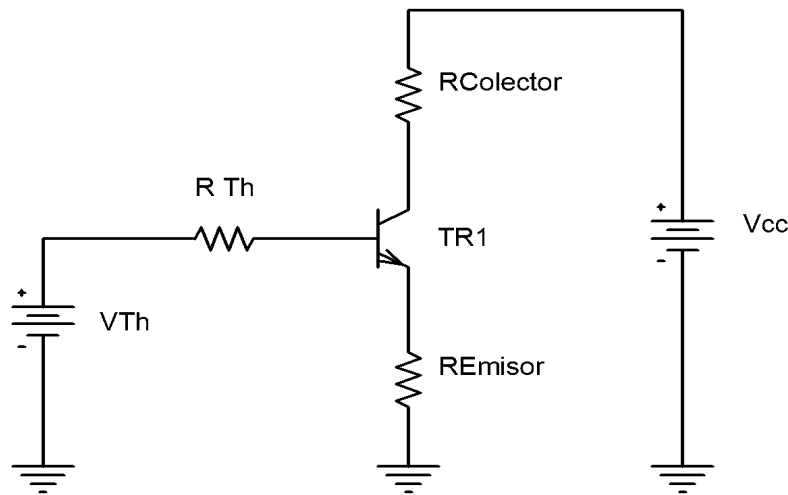 RColector
R Th
+
Vcc
TR1
-
+
VTh
-
REmisor